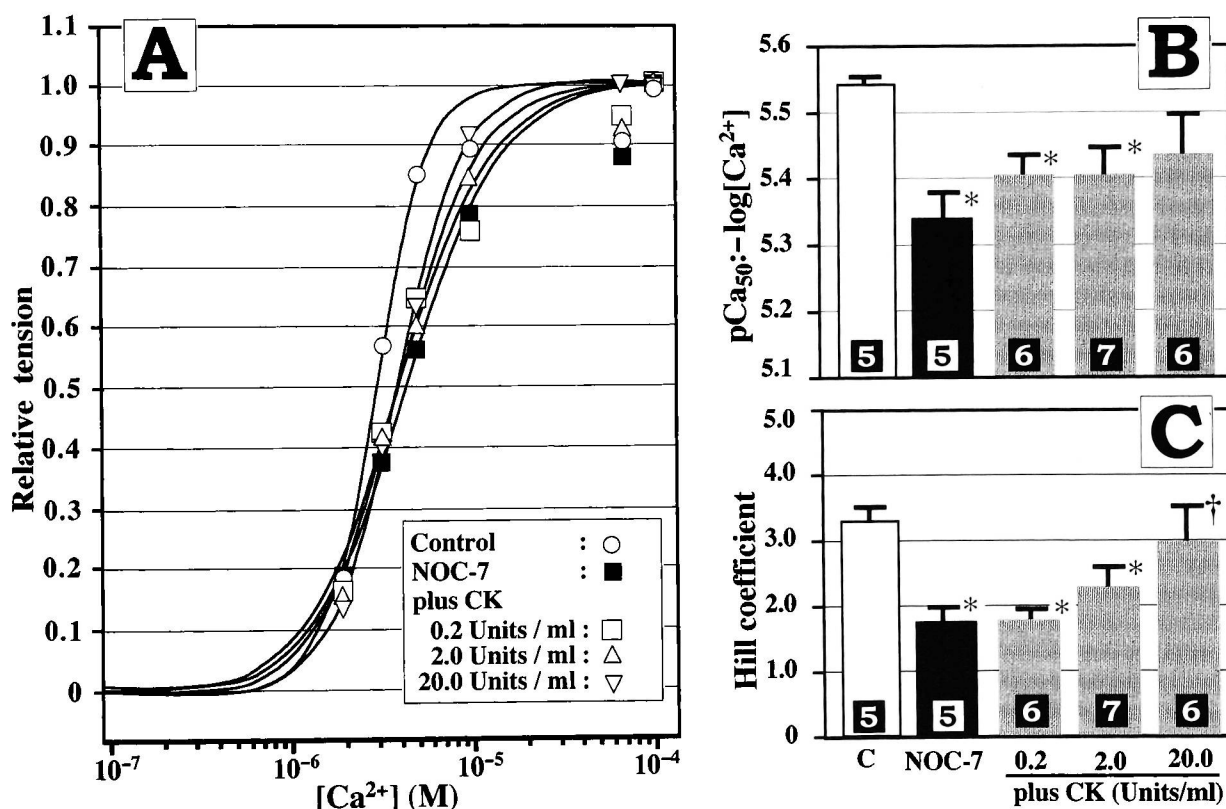 A
1.1
1.0
0.9
0.8
0.7
0.6
0.5
0.4
0.3
0.2
0.1
0
Relative tension
Control : ○
NOC-7 : ■
plus CK
0.2 Units / ml : □
2.0 Units / ml : △
20.0 Units / ml : ▽
10⁻⁷ 10⁻⁶ 10⁻⁵ 10⁻⁴
[Ca²⁺] (M)
B
5.6
5.5
5.4
5.3
5.2
5.1
pCa₅₀:−log[Ca²⁺]
* * *
5 5 6 7 6
C
4.0
3.0
2.0
1.0
0
Hill coefficient
* * * †
5 5 6 7 6
C NOC-7 0.2 2.0 20.0
plus CK (Units/ml)